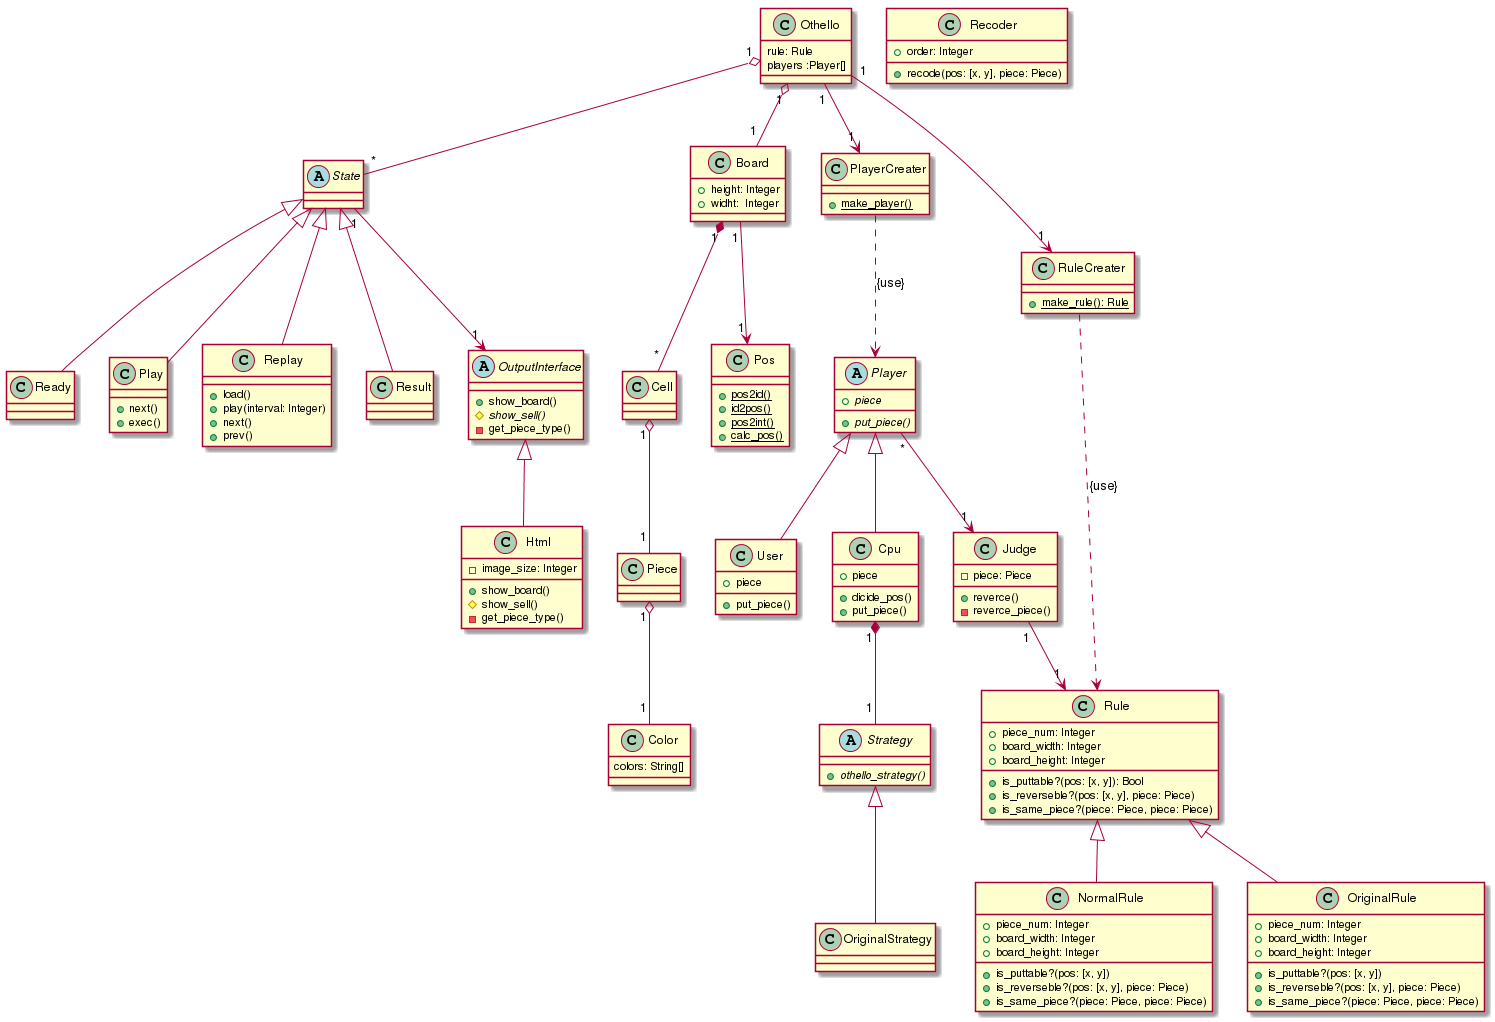 C Othello
rule: Rule
players :Player[]
C Recoder
order: Integer
recode(pos: [x, y], piece: Piece)
1
1
1
1
1
*
1
1
A State
C Board
height: Integer
widht:  Integer
C PlayerCreater
make_player()
1
1
1
1
C RuleCreater
make_rule(): Rule
{use}
1
*
1
C Ready
C Play
next()
exec()
C Replay
load()
play(interval: Integer)
next()
prev()
C Result
A OutputInterface
show_board()
show_sell()
get_piece_type()
C Cell
C Pos
pos2id()
id2pos()
pos2int()
calc_pos()
A Player
piece
put_piece()
1
*
{use}
1
1
C Html
image_size: Integer
show_board()
show_sell()
get_piece_type()
C Piece
C User
piece
put_piece()
C Cpu
piece
dicide_pos()
put_piece()
C Judge
piece: Piece
reverce()
reverce_piece()
1
1
1
1
1
1
C Color
colors: String[]
A Strategy
othello_strategy()
C Rule
piece_num: Integer
board_width: Integer
board_height: Integer
is_puttable?(pos: [x, y]): Bool
is_reverseble?(pos: [x, y], piece: Piece)
is_same_piece?(piece: Piece, piece: Piece)
C OriginalStrategy
C NormalRule
piece_num: Integer
board_width: Integer
board_height: Integer
is_puttable?(pos: [x, y])
is_reverseble?(pos: [x, y], piece: Piece)
is_same_piece?(piece: Piece, piece: Piece)
C OriginalRule
piece_num: Integer
board_width: Integer
board_height: Integer
is_puttable?(pos: [x, y])
is_reverseble?(pos: [x, y], piece: Piece)
is_same_piece?(piece: Piece, piece: Piece)